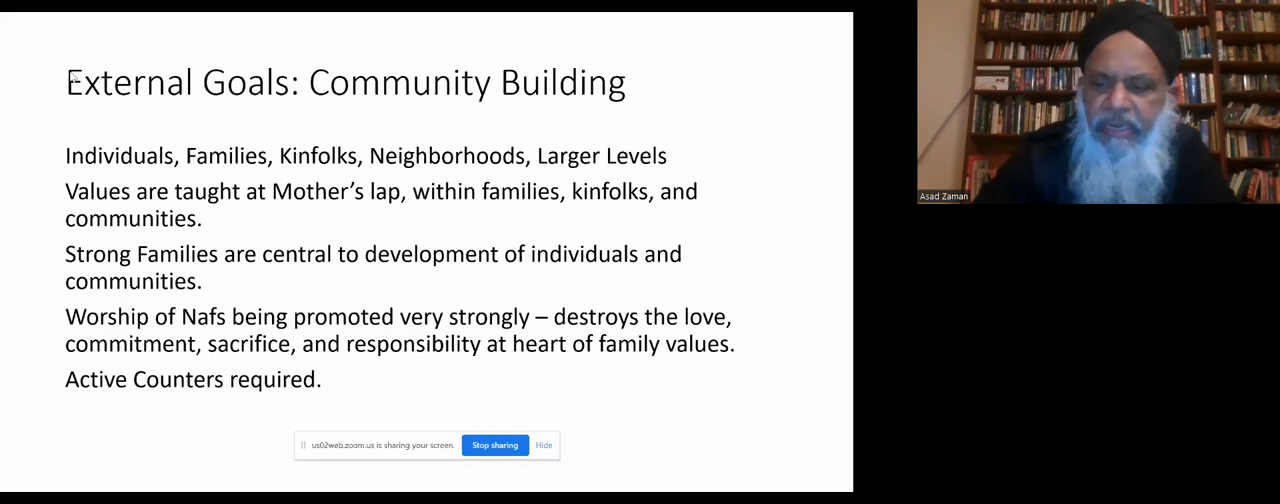 External Goals: Community Building
Individuals, Families, Kinfolks, Neighborhoods, Larger Levels
Values are taught at Mother’s lap, within families, kinfolks, and
communities.
Strong Families are central to development of individuals and
communities.
Worship of Nafs being promoted very strongly – destroys the love,
commitment, sacrifice, and responsibility at heart of family values.
Active Counters required.
us02web.zoom.us is sharing your screen. Stop sharing Hide
Asad Zaman